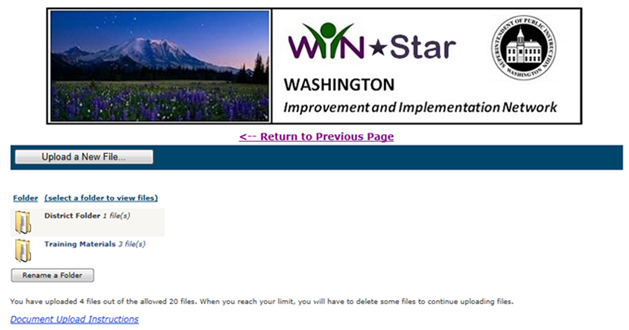 WIN★Star
SUPERINTENDENT OF PUBLIC INSTRUCTION
WASHINGTON
WASHINGTON
Improvement and Implementation Network
<-- Return to Previous Page
Upload a New File...
Folder (select a folder to view files)
District Folder 1 file(s)
Training Materials 3 file(s)
Rename a Folder
You have uploaded 4 files out of the allowed 20 files. When you reach your limit, you will have to delete some files to continue uploading files.
Document Upload Instructions